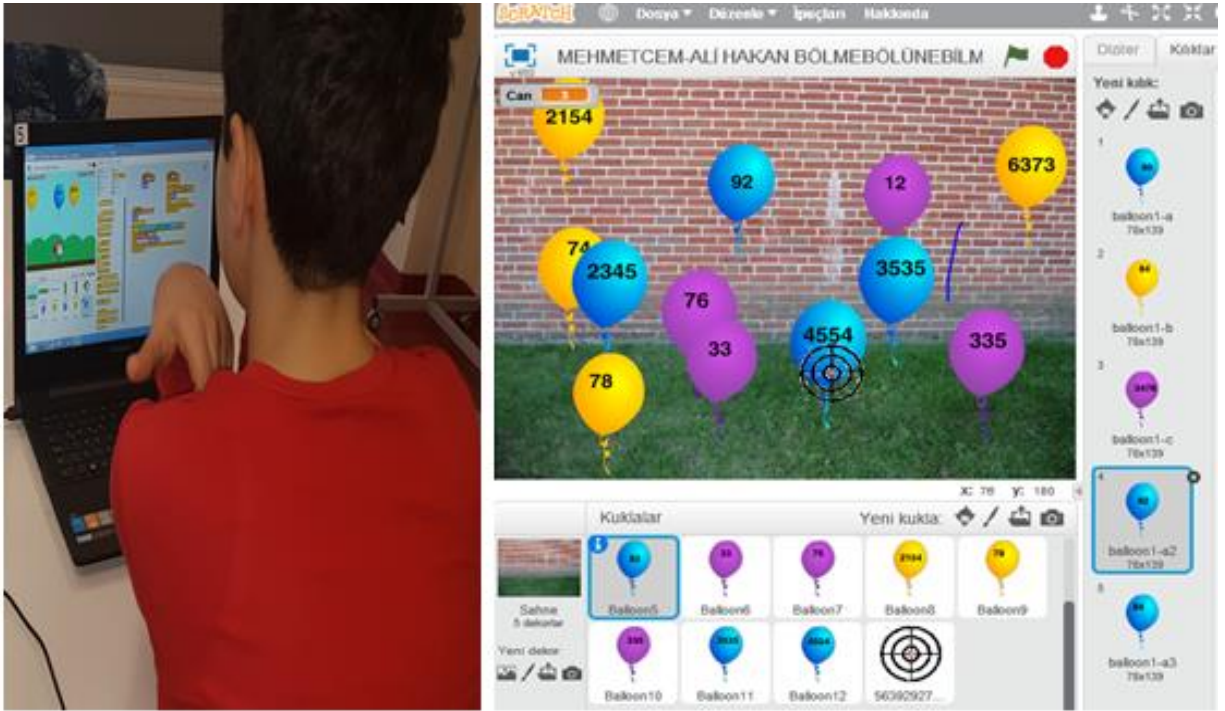 5
SCRATCH Dosya Düzenle İpuçları Hakkında
MEHMETCEM-ALİ HAKAN BÖLMEBÖLÜNEBİLM
Diziler Kılıklar
Can 3
2154
92
12
6373
74
2345
3535
76
4554
33
335
78
x: 76 y: 180
Kuklalar Yeni kukla:
Sahne
5 dekorlar
Yeni dekor
Balloon5 Balloon6 Balloon7 Balloon8 Balloon9
Balloon10 Balloon11 Balloon12 56392927...
Yeni kılık:
1
balloon1-a
78x139
2
84
balloon1-b
78x139
3
balloon1-c
78x139
4
92
balloon1-a2
78x139
5
balloon1-a3
78x139